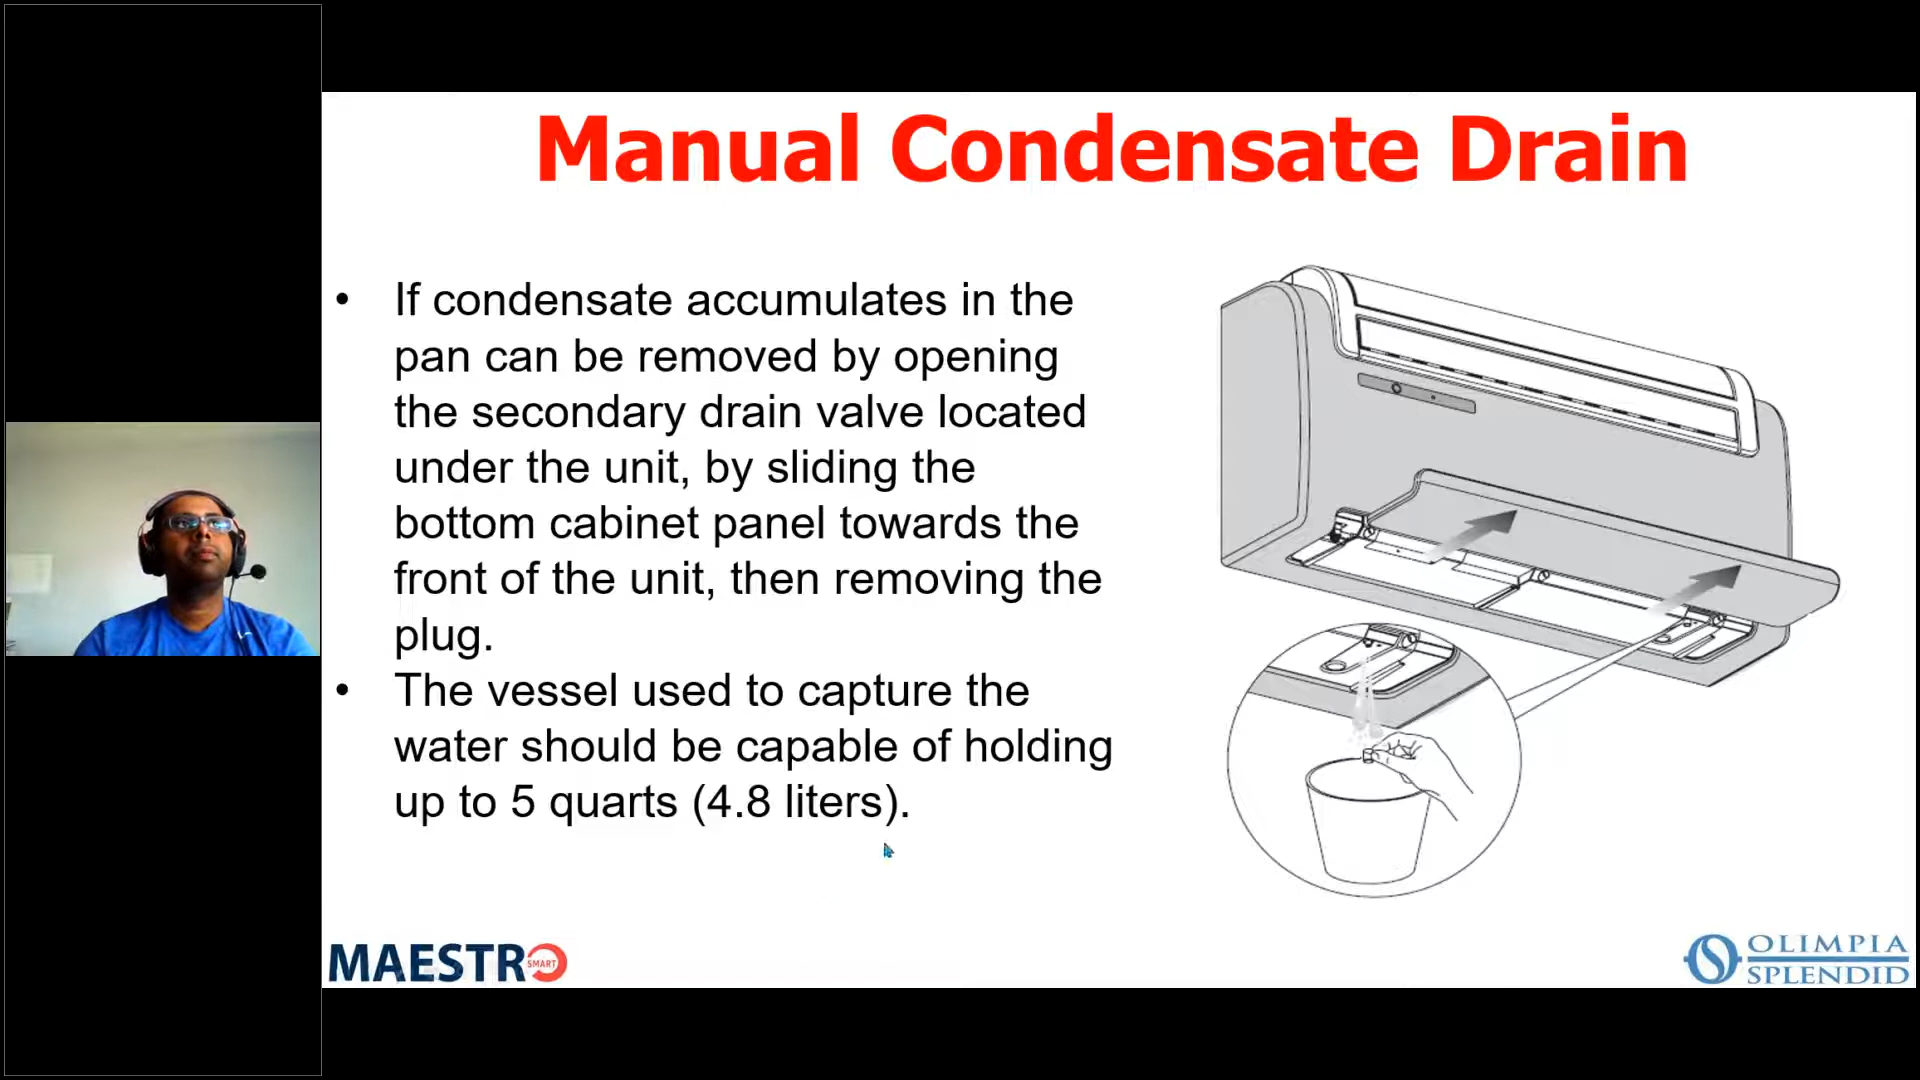 Manual Condensate Drain
• If condensate accumulates in the
pan can be removed by opening
the secondary drain valve located
under the unit, by sliding the
bottom cabinet panel towards the
front of the unit, then removing the
plug.
• The vessel used to capture the
water should be capable of holding
up to 5 quarts (4.8 liters).
MAESTRO
SMART
OLIMPIA
SPLENDID